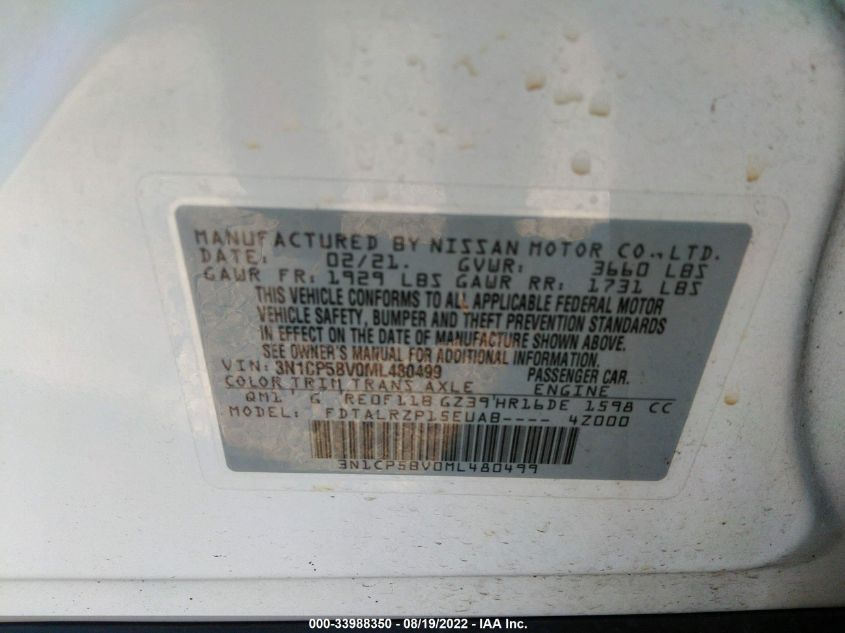 MANUFACTURED BY NISSAN MOTOR CO., LTD.
DATE: 02/21. GVWR: 3660 LBS
GAWR FR: 1929 LBS GAWR RR: 1731 LBS
THIS VEHICLE CONFORMS TO ALL APPLICABLE FEDERAL MOTOR
VEHICLE SAFETY, BUMPER AND THEFT PREVENTION STANDARDS
IN EFFECT ON THE DATE OF MANUFACTURE SHOWN ABOVE.
SEE OWNER'S MANUAL FOR ADDITIONAL INFORMATION.
VIN: 3N1CP5BV0ML480499 PASSENGER CAR.
COLOR TRIM TRANS AXLE ENGINE
QM1 G RE0F11B GZ39 HR16DE 1598 CC
MODEL: FDTALRZP15EUAB---- 4Z000
3N1CP5BV0ML480499
000-33988350 - 08/19/2022 - IAA Inc.